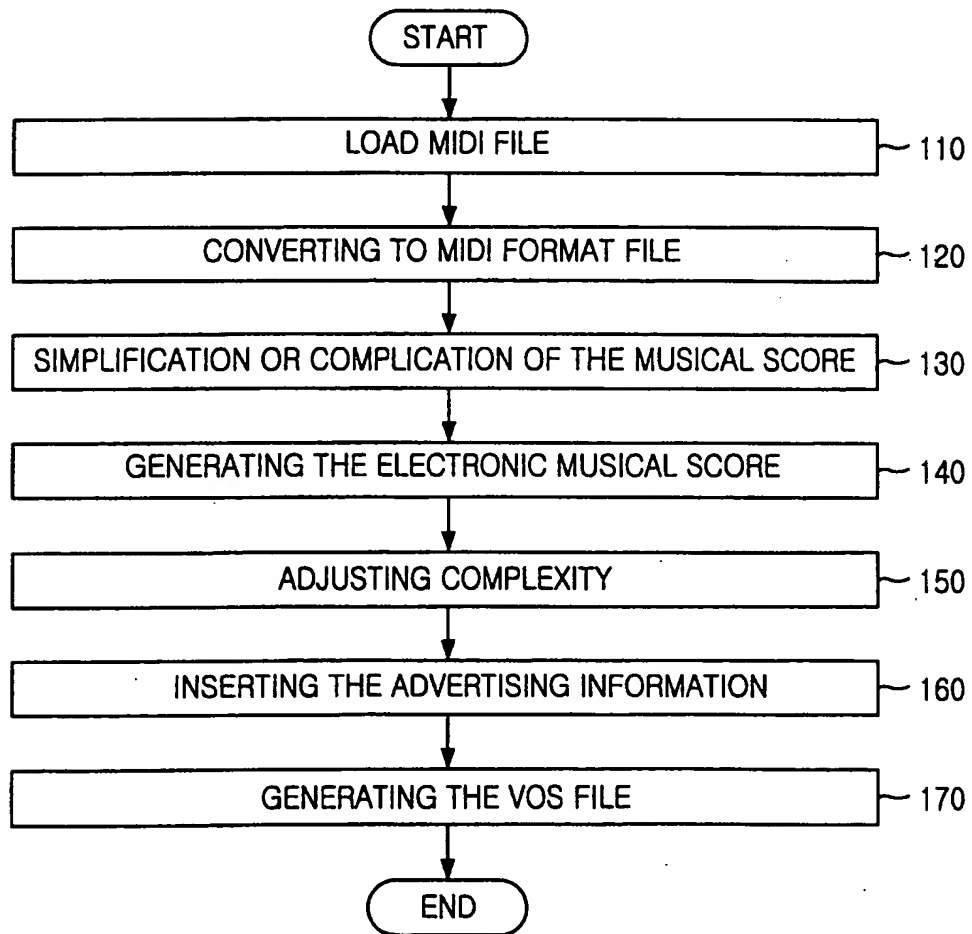 START
LOAD MIDI FILE
110
CONVERTING TO MIDI FORMAT FILE
120
SIMPLIFICATION OR COMPLICATION OF THE MUSICAL SCORE
130
GENERATING THE ELECTRONIC MUSICAL SCORE
140
ADJUSTING COMPLEXITY
150
INSERTING THE ADVERTISING INFORMATION
160
GENERATING THE VOS FILE
170
END